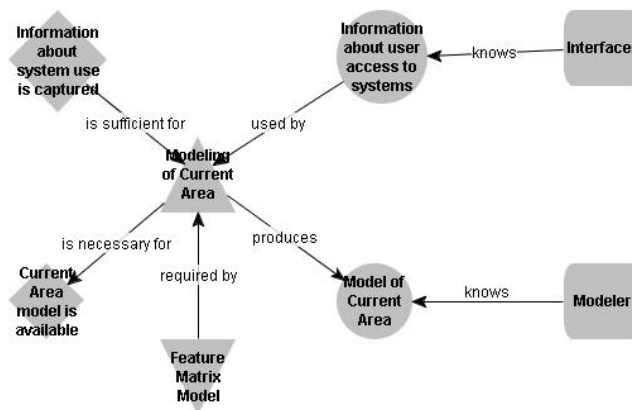 Information
about
system use
is captured
Information
about user
access to
systems
knows
Interface
is sufficient for
used by
Modeling
of Current
Area
is necessary for
produces
required by
Current
Area
model is
available
Model of
Current
Area
knows
Modeler
Feature
Matrix
Model